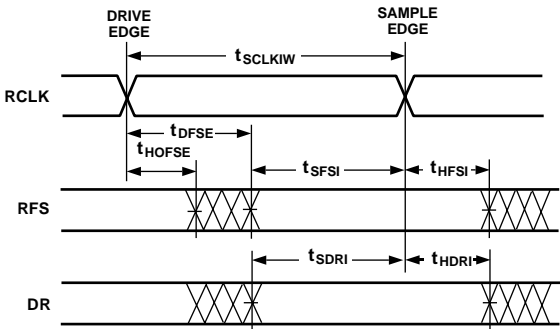 DRIVE EDGE
SAMPLE EDGE
tSCLKIW
RCLK
tDFSE
tHOFSE
tSFSI
tHFSI
RFS
tSDRI
tHDRI
DR